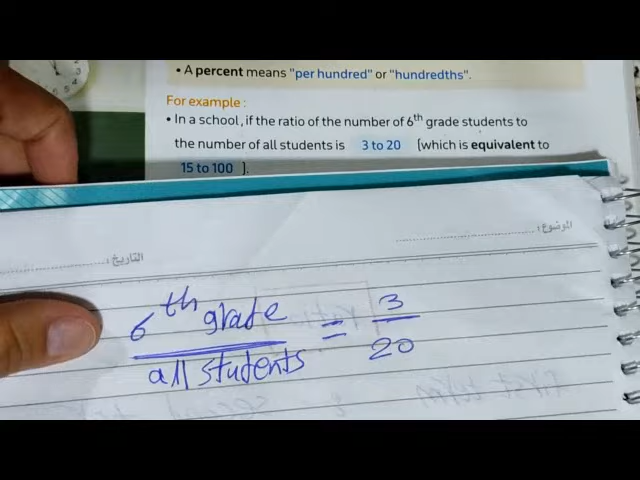 • A percent means "per hundred" or "hundredths".
For example :
• In a school, if the ratio of the number of 6th grade students to
the number of all students is 3 to 20 [which is equivalent to
15 to 100 ].
الموضوع :
التاريخ :
6th grade
all students
= 3
20